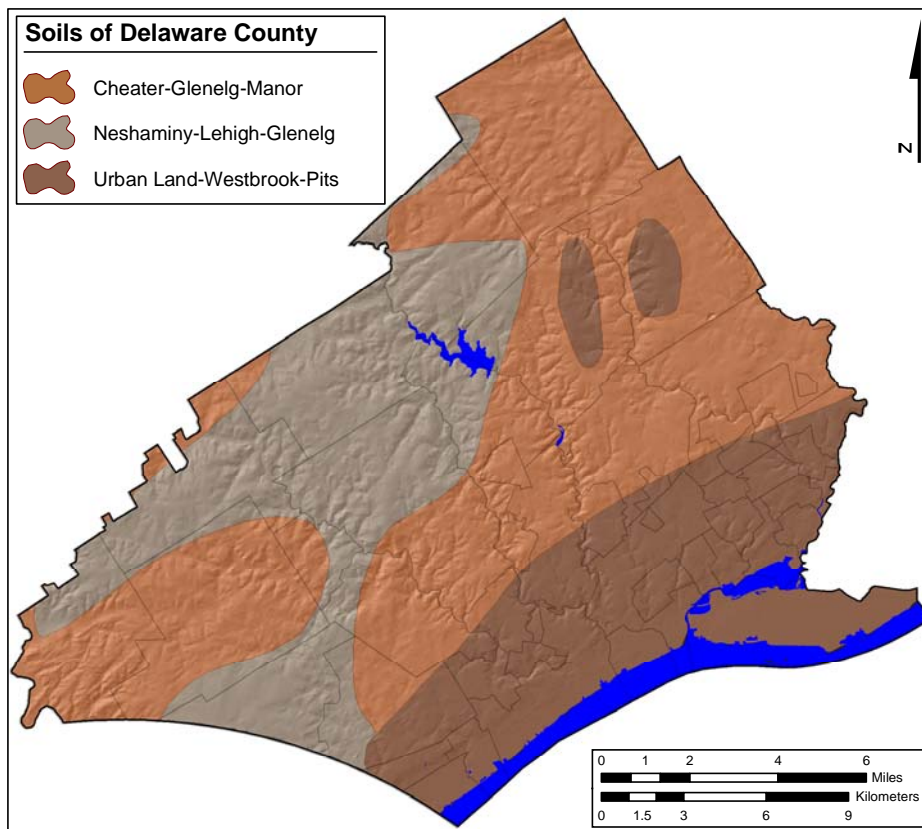 Soils of Delaware County
Cheater-Glenelg-Manor
Neshaminy-Lehigh-Glenelg
Urban Land-Westbrook-Pits
N
0 1 2 4 6
Miles
Kilometers
0 1.5 3 6 9